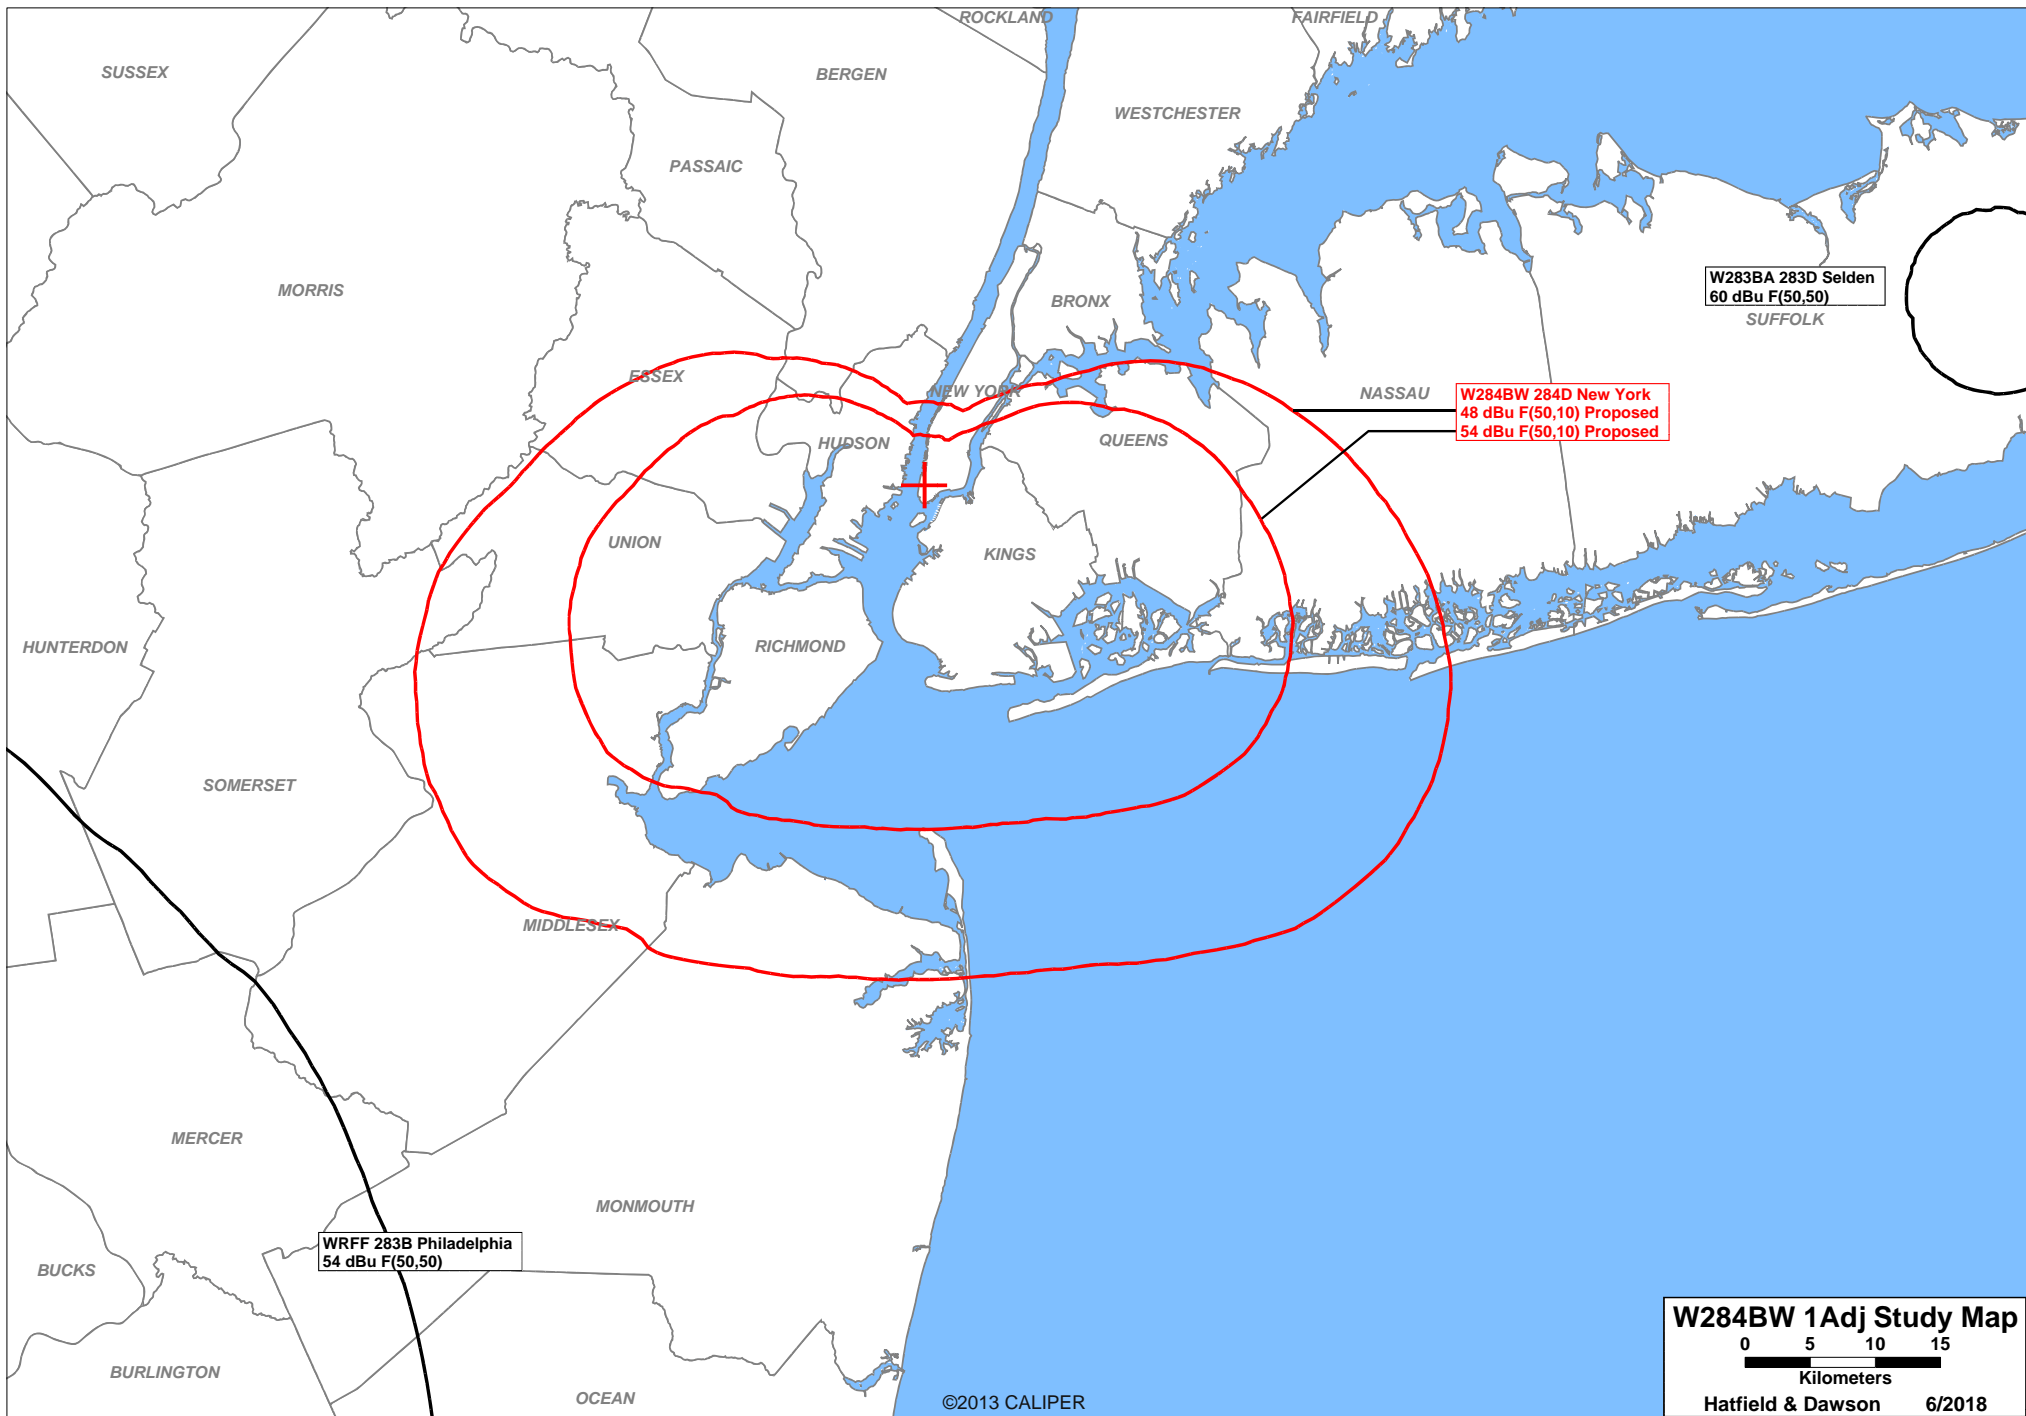 ROCKLAND
FAIRFIELD
SUSSEX
BERGEN
WESTCHESTER
PASSAIC
W283BA 283D Selden
60 dBu F(50,50)
MORRIS
BRONX
SUFFOLK
ESSEX
NEW YORK
NASSAU
W284BW 284D New York
48 dBu F(50,10) Proposed
54 dBu F(50,10) Proposed
HUDSON
QUEENS
UNION
KINGS
HUNTERDON
RICHMOND
SOMERSET
MIDDLESEX
MERCER
MONMOUTH
WRFF 283B Philadelphia
54 dBu F(50,50)
BUCKS
BURLINGTON
OCEAN
©2013 CALIPER
W284BW 1Adj Study Map
0 5 10 15
Kilometers
Hatfield & Dawson 6/2018